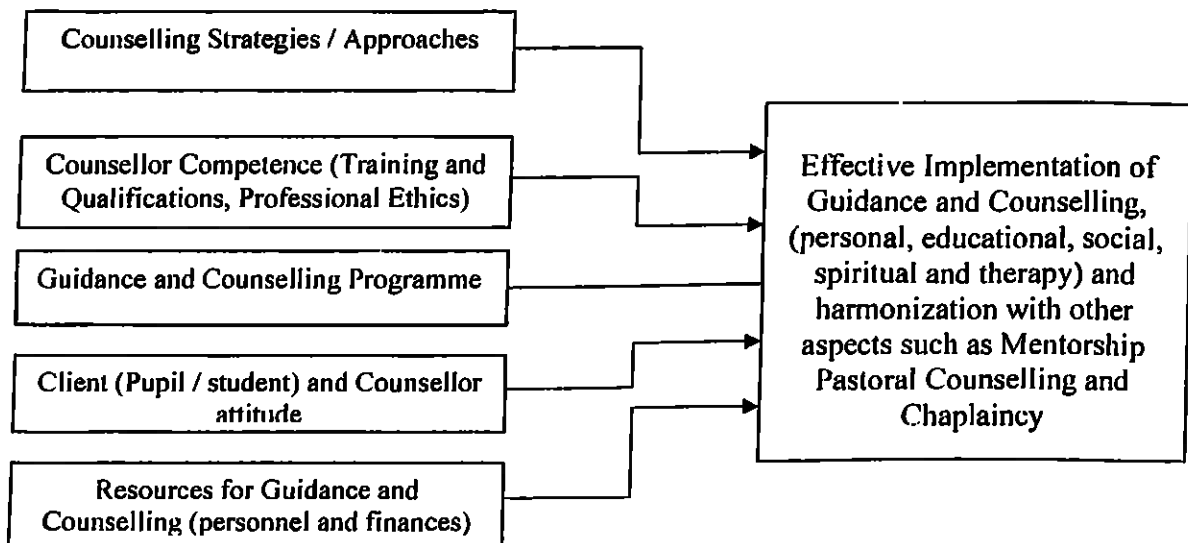 Counselling Strategies / Approaches
Counsellor Competence (Training and
Qualifications, Professional Ethics)
Guidance and Counselling Programme
Client (Pupil / student) and Counsellor
attitude
Resources for Guidance and
Counselling (personnel and finances)
Effective Implementation of
Guidance and Counselling,
(personal, educational, social,
spiritual and therapy) and
harmonization with other
aspects such as Mentorship
Pastoral Counselling and
Chaplaincy